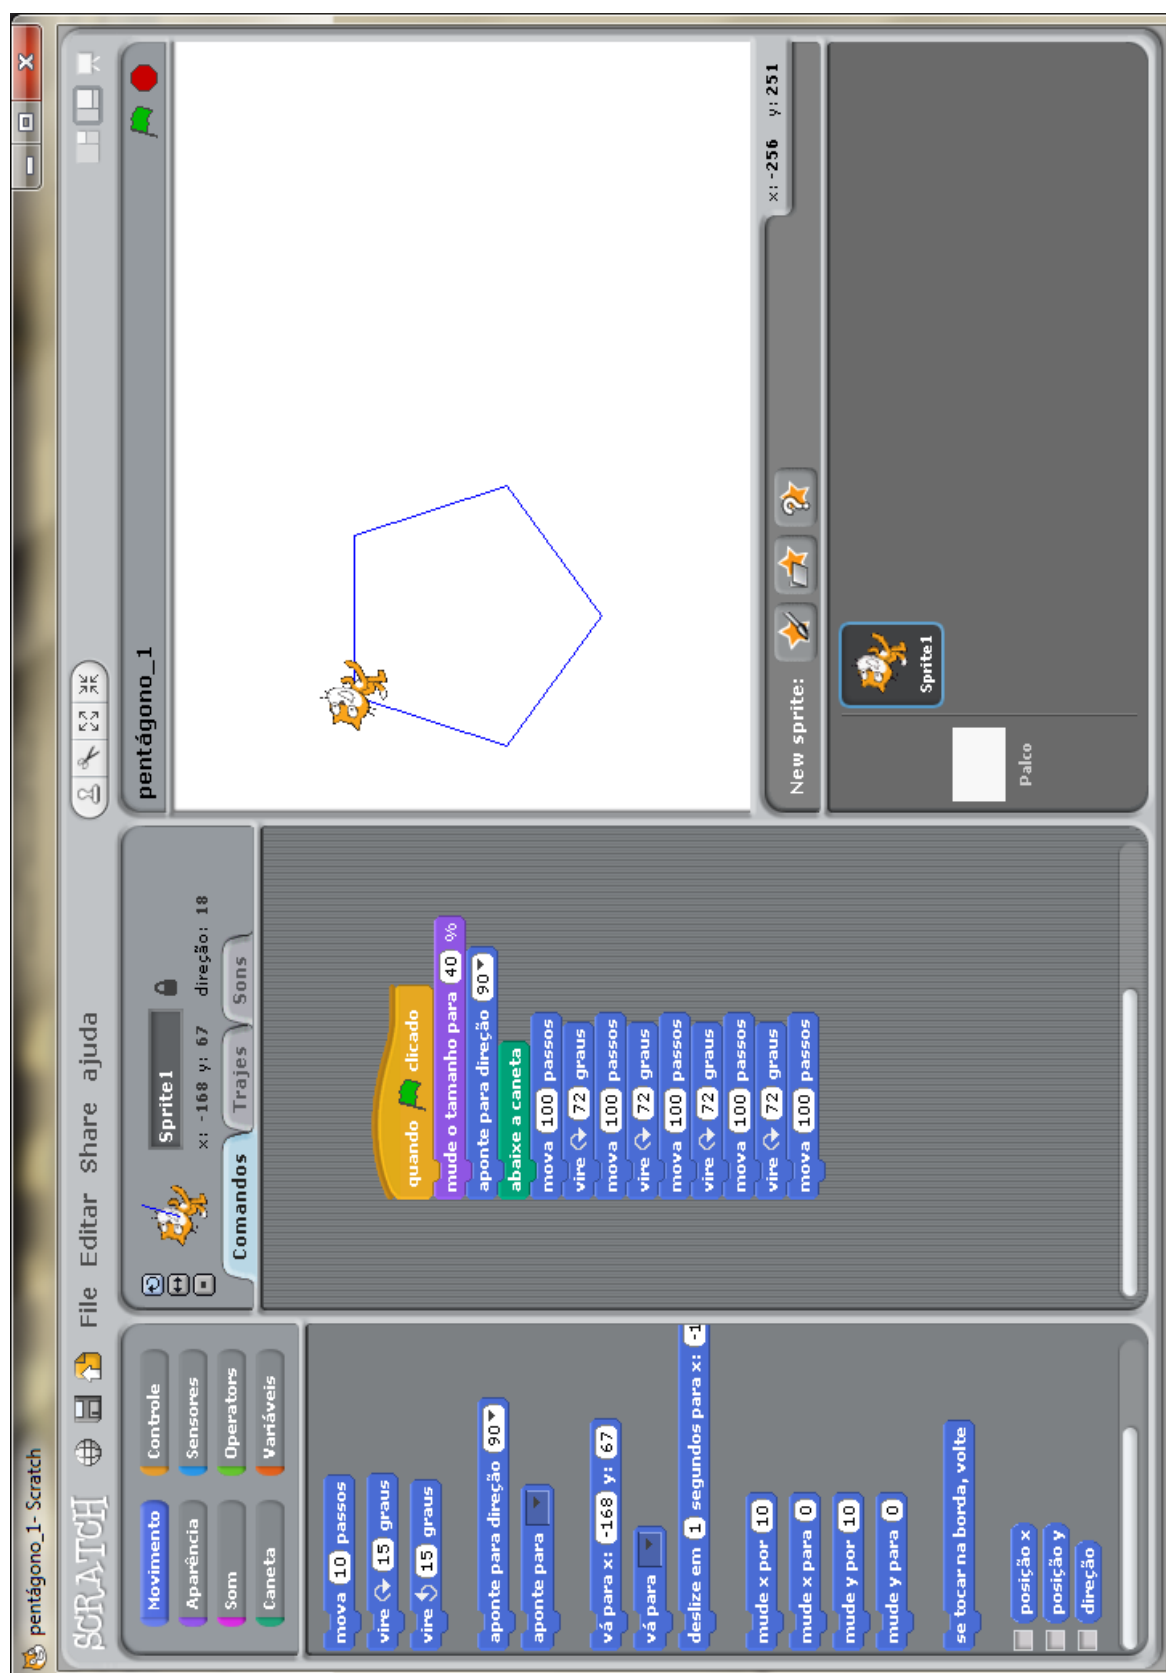 pentágono_1 - Scratch
SCRATCH
File Editar Share ajuda
Movimento
Controle
Aparência
Sensores
Som
Operators
Caneta
Variáveis
mova 10 passos
vire 15 graus
vire 15 graus
aponte para direção 90
aponte para
vá para x: -168 y: 67
vá para
deslize em 1 segundos para x: -1
mude x por 10
mude x para 0
mude y por 10
mude y para 0
se tocar na borda, volte
posição x
posição y
direção
Sprite1
x: -168 y: 67 direção: 18
Comandos
Trajes
Sons
quando clicado
mude o tamanho para 40 %
aponte para direção 90
abaixe a caneta
mova 100 passos
vire 72 graus
mova 100 passos
vire 72 graus
mova 100 passos
vire 72 graus
mova 100 passos
vire 72 graus
mova 100 passos
pentágono_1
x: -256 y: 251
New sprite:
Sprite1
Palco